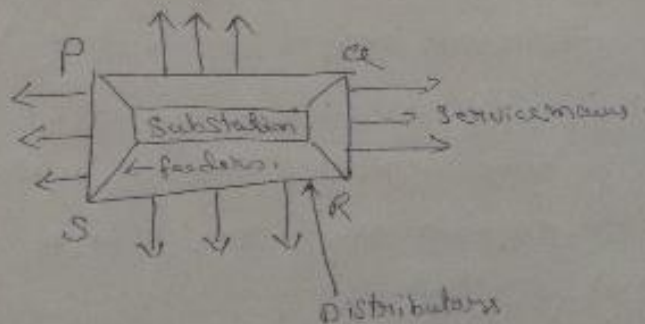 P
Q
Substation
Service mains
← feeders.
S
R
Distributors